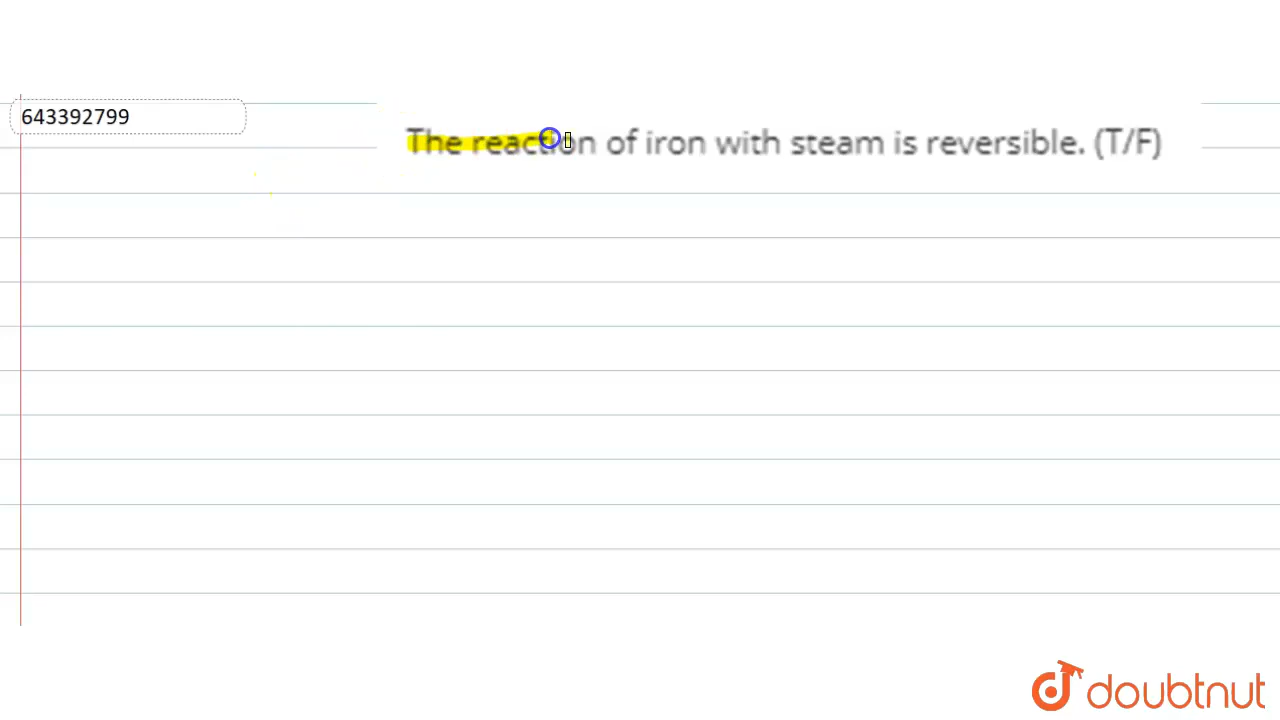 643392799
The reaction of iron with steam is reversible. (T/F)
doubtnut